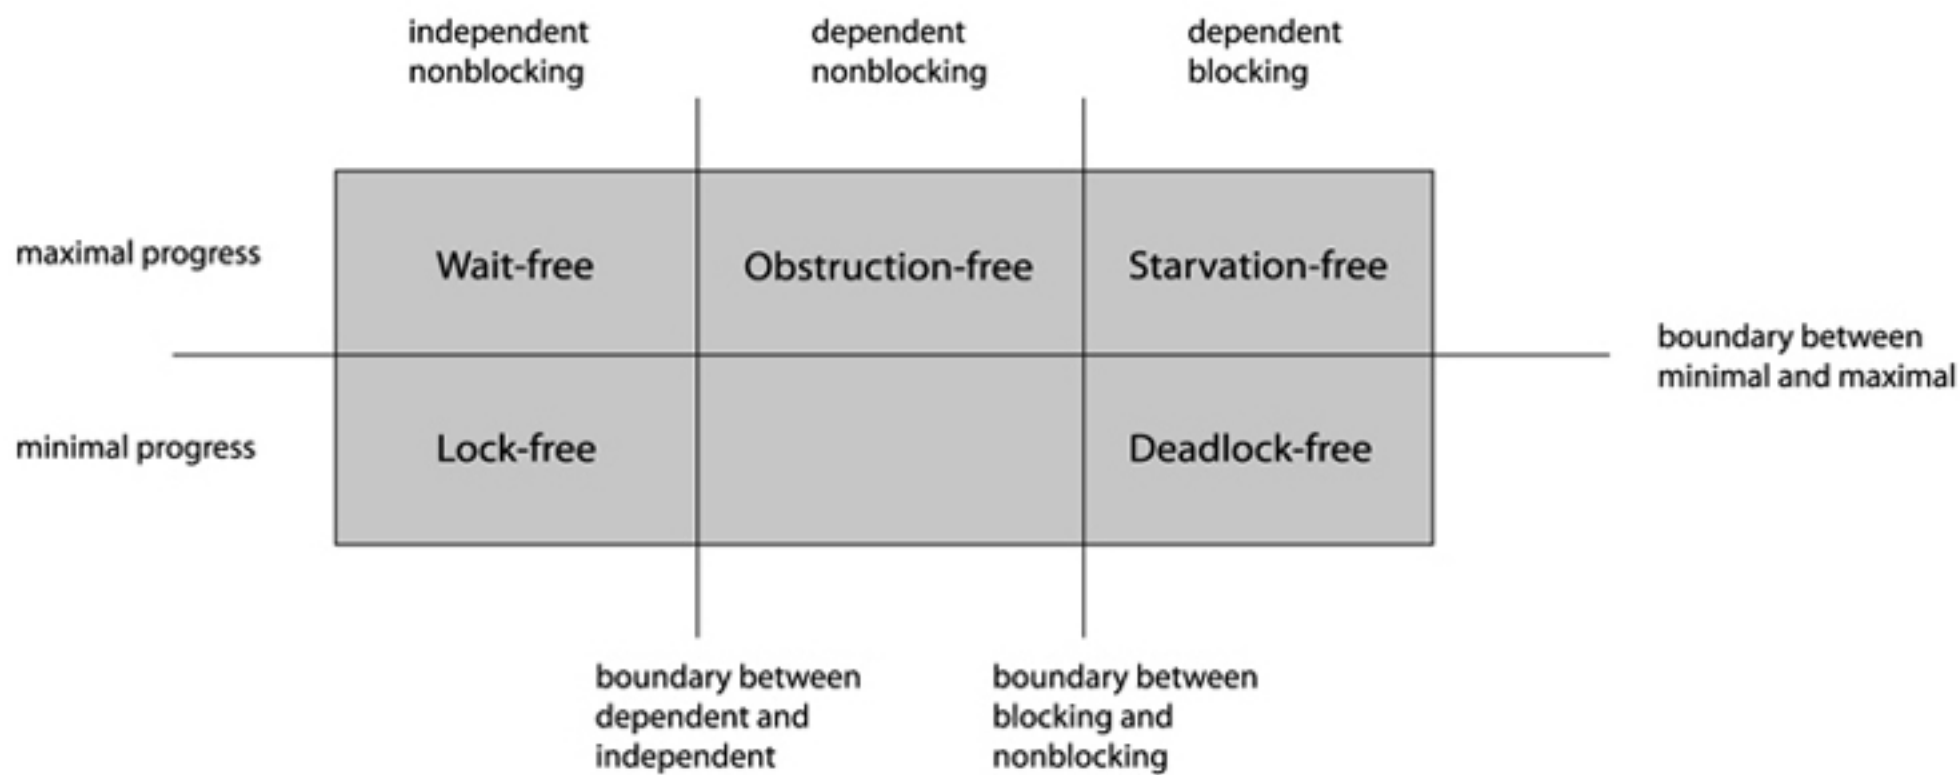 independent
nonblocking
dependent
nonblocking
dependent
blocking
maximal progress
Wait-free
Obstruction-free
Starvation-free
boundary between
minimal and maximal
minimal progress
Lock-free
Deadlock-free
boundary between
dependent and
independent
boundary between
blocking and
nonblocking